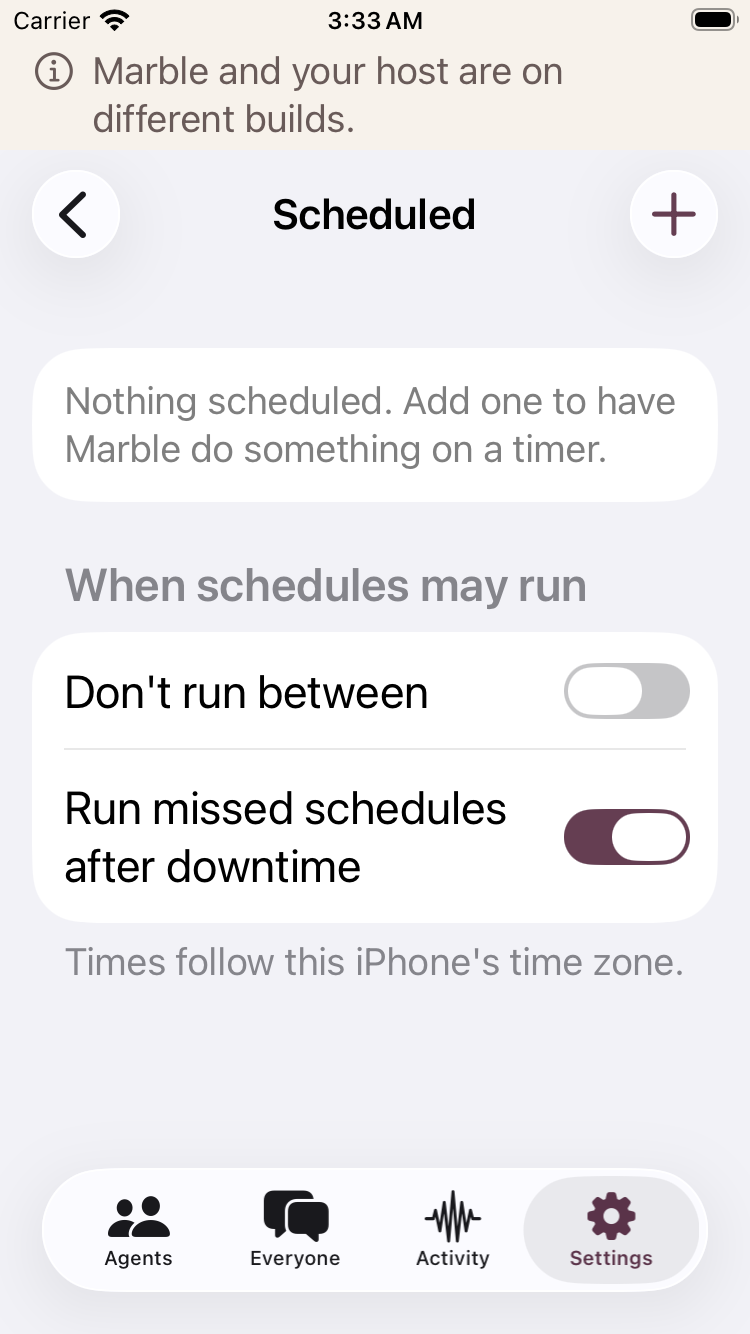 Carrier
3:33 AM
Marble and your host are on
different builds.
Scheduled
Nothing scheduled. Add one to have
Marble do something on a timer.
When schedules may run
Don't run between
Run missed schedules
after downtime
Times follow this iPhone's time zone.
Agents
Everyone
Activity
Settings